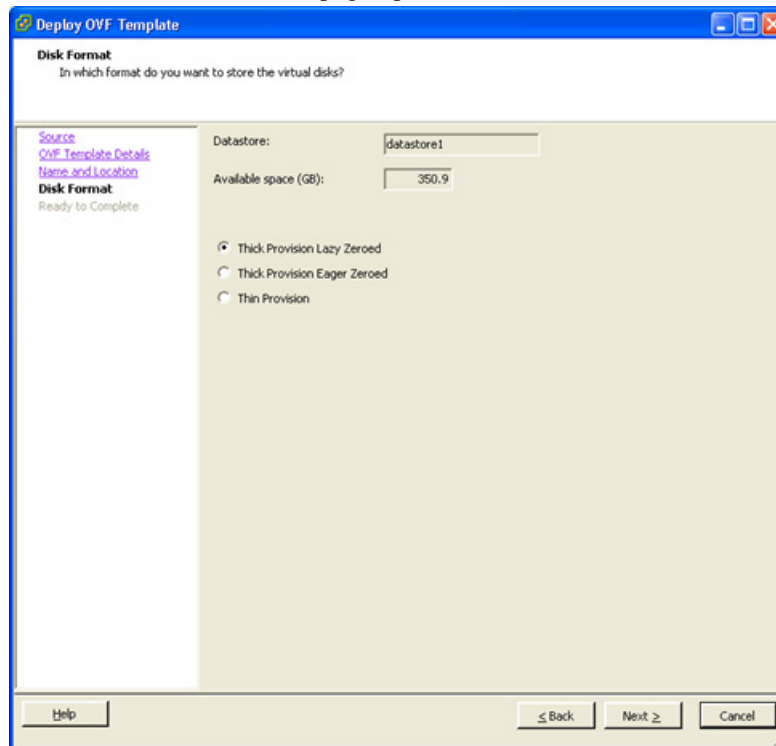 Deploy OVF Template
Disk Format
In which format do you want to store the virtual disks?
Source
OVF Template Details
Name and Location
Disk Format
Ready to Complete
Datastore:
datastore1
Available space (GB):
350.9
Thick Provision Lazy Zeroed
Thick Provision Eager Zeroed
Thin Provision
Help
≤ Back
Next ≥
Cancel